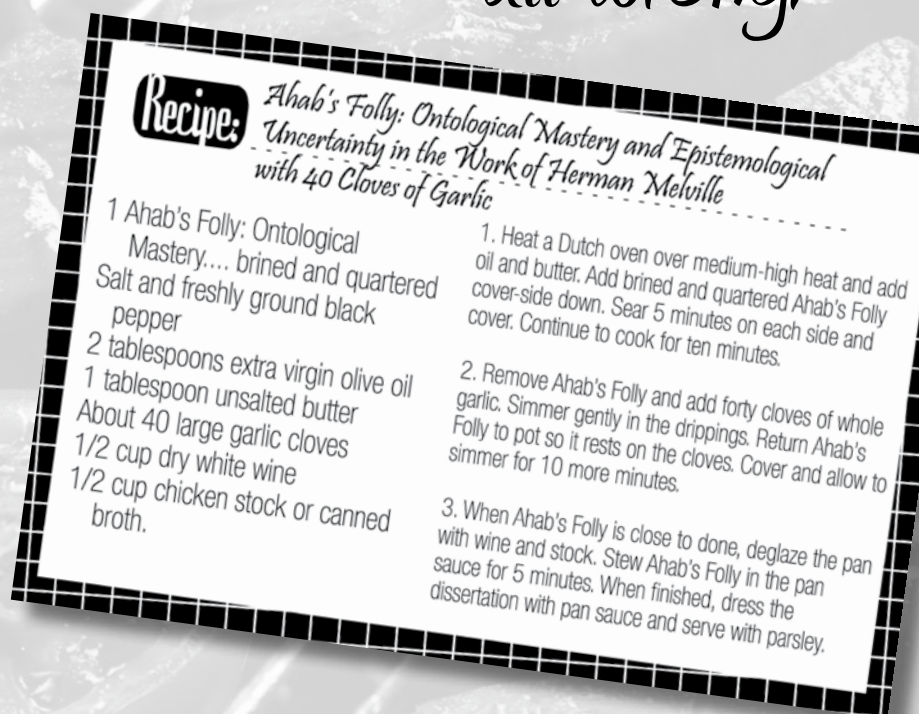 all wrong!
Recipe:
Ahab's Folly: Ontological Mastery and Epistemological
Uncertainty in the Work of Herman Melville
with 40 Cloves of Garlic
1 Ahab's Folly: Ontological
Mastery.... brined and quartered
Salt and freshly ground black
pepper
2 tablespoons extra virgin olive oil
1 tablespoon unsalted butter
About 40 large garlic cloves
1/2 cup dry white wine
1/2 cup chicken stock or canned
broth.
1. Heat a Dutch oven over medium-high heat and add
oil and butter. Add brined and quartered Ahab's Folly
cover-side down. Sear 5 minutes on each side and
cover. Continue to cook for ten minutes.
2. Remove Ahab's Folly and add forty cloves of whole
garlic. Simmer gently in the drippings. Return Ahab's
Folly to pot so it rests on the cloves. Cover and allow to
simmer for 10 more minutes.
3. When Ahab's Folly is close to done, deglaze the pan
with wine and stock. Stew Ahab's Folly in the pan
sauce for 5 minutes. When finished, dress the
dissertation with pan sauce and serve with parsley.